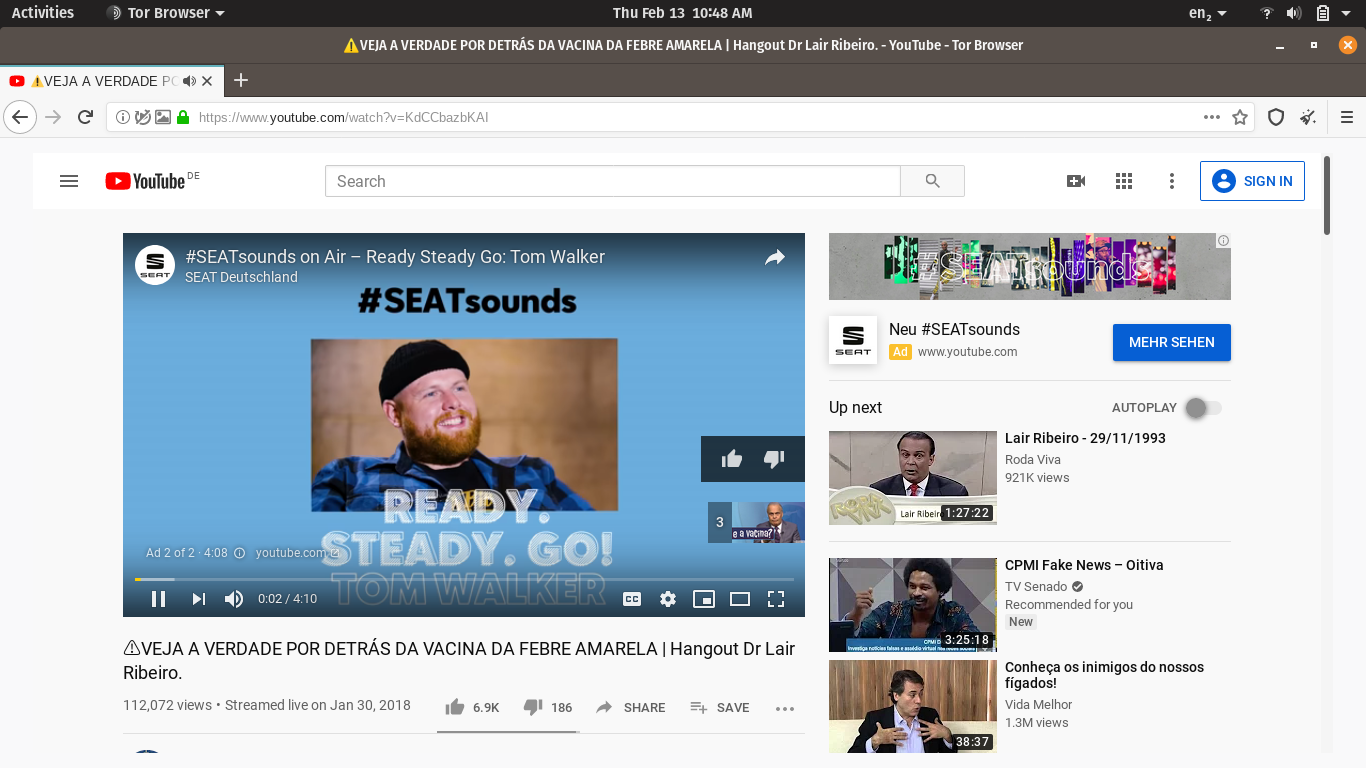 Activities
Tor Browser
Thu Feb 13 10:48 AM
en₂
⚠VEJA A VERDADE POR DETRÁS DA VACINA DA FEBRE AMARELA | Hangout Dr Lair Ribeiro. - YouTube - Tor Browser
⚠VEJA A VERDADE PO
https://www.youtube.com/watch?v=KdCCbazbKAI
YouTube DE
Search
SIGN IN
SEAT
#SEATsounds on Air – Ready Steady Go: Tom Walker
SEAT Deutschland
#SEATsounds
READY.
STEADY. GO!
TOM WALKER
3
e a vacina?
Ad 2 of 2 · 4:08
youtube.com
0:02 / 4:10
CC
⚠VEJA A VERDADE POR DETRÁS DA VACINA DA FEBRE AMARELA | Hangout Dr Lair
Ribeiro.
112,072 views • Streamed live on Jan 30, 2018
6.9K
186
SHARE
SAVE
#SEATsounds
SEAT
Neu #SEATsounds
Ad www.youtube.com
MEHR SEHEN
Up next
AUTOPLAY
Lair Ribeiro - 29/11/1993
Roda Viva
921K views
Lair Ribeir
1:27:22
CPMI Fake News – Oitiva
TV Senado
Recommended for you
New
3:25:18
Conheça os inimigos do nossos
fígados!
Vida Melhor
1.3M views
38:37